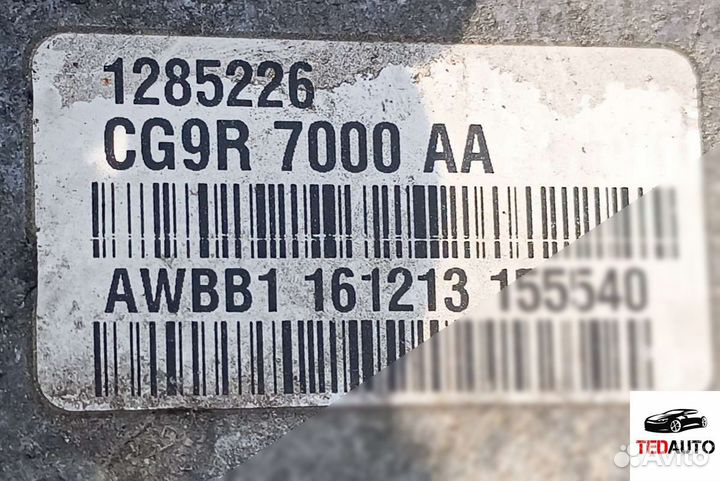 1285226
CG9R 7000 AA
AWBB1 161213 155540
TEDAUTO
Avito